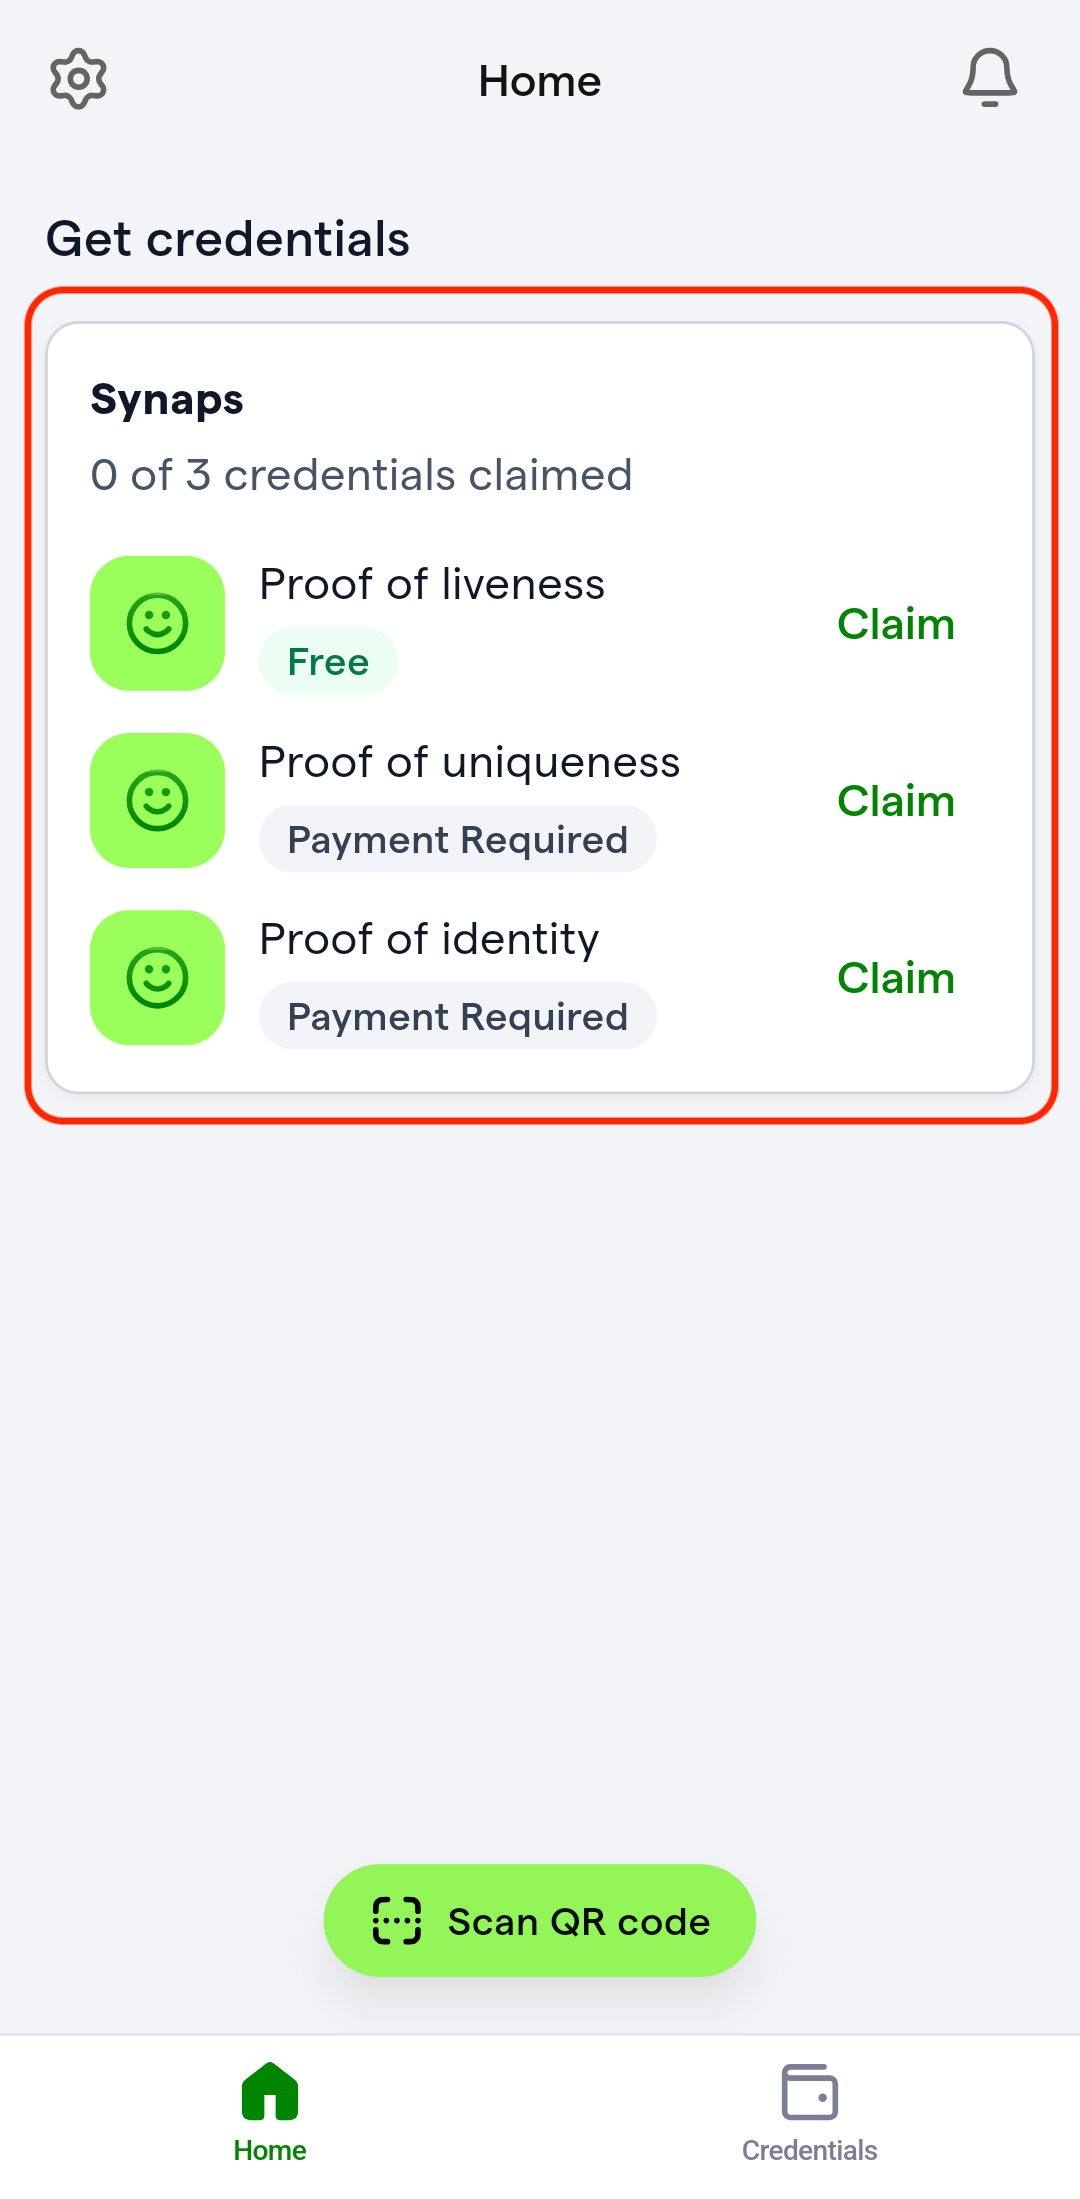 Home
Get credentials
Synaps
0 of 3 credentials claimed
Proof of liveness
Free
Claim
Proof of uniqueness
Payment Required
Claim
Proof of identity
Payment Required
Claim
Scan QR code
Home
Credentials